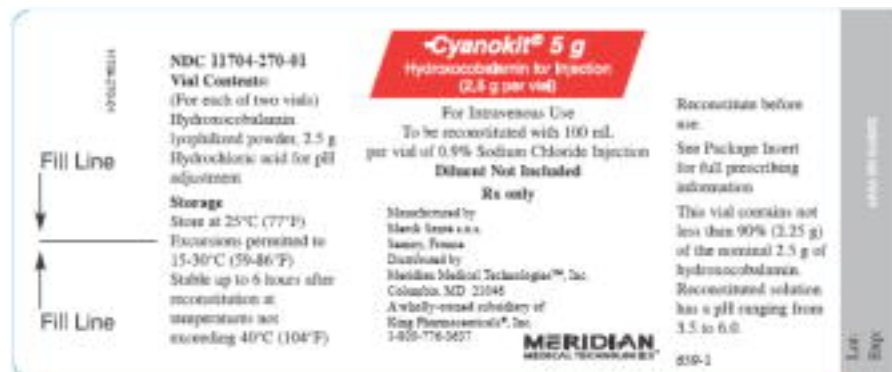 NDC 11704-270-01
Vial Contents:
(For each of two vials)
Hydroxocobalamin
lyophilized powder, 2.5 g
Hydrochloric acid for pH
adjustment
Storage
Store at 25°C (77°F)
Excursions permitted to
15-30°C (59-86°F)
Stable up to 6 hours after
reconstitution at
temperatures not
exceeding 40°C (104°F)
Fill Line
Fill Line
Cyanokit® 5 g
Hydroxocobalamin for Injection
(2.5 g per vial)
For Intravenous Use
To be reconstituted with 100 mL
per vial of 0.9% Sodium Chloride Injection
Diluent Not Included
Rx only
Manufactured by
Merck Santé s.a.s.
Semoy, France
Distributed by
Meridian Medical Technologies™, Inc.
Columbia, MD 21046
A wholly-owned subsidiary of
King Pharmaceuticals®, Inc.
MERIDIAN
MEDICAL TECHNOLOGIES™
Reconstitute before
use.
See Package Insert
for full prescribing
information
This vial contains not
less than 90% (2.25 g)
of the nominal 2.5 g of
hydroxocobalamin.
Reconstituted solution
has a pH ranging from
3.5 to 6.0.
659-1
Lot:
Exp: